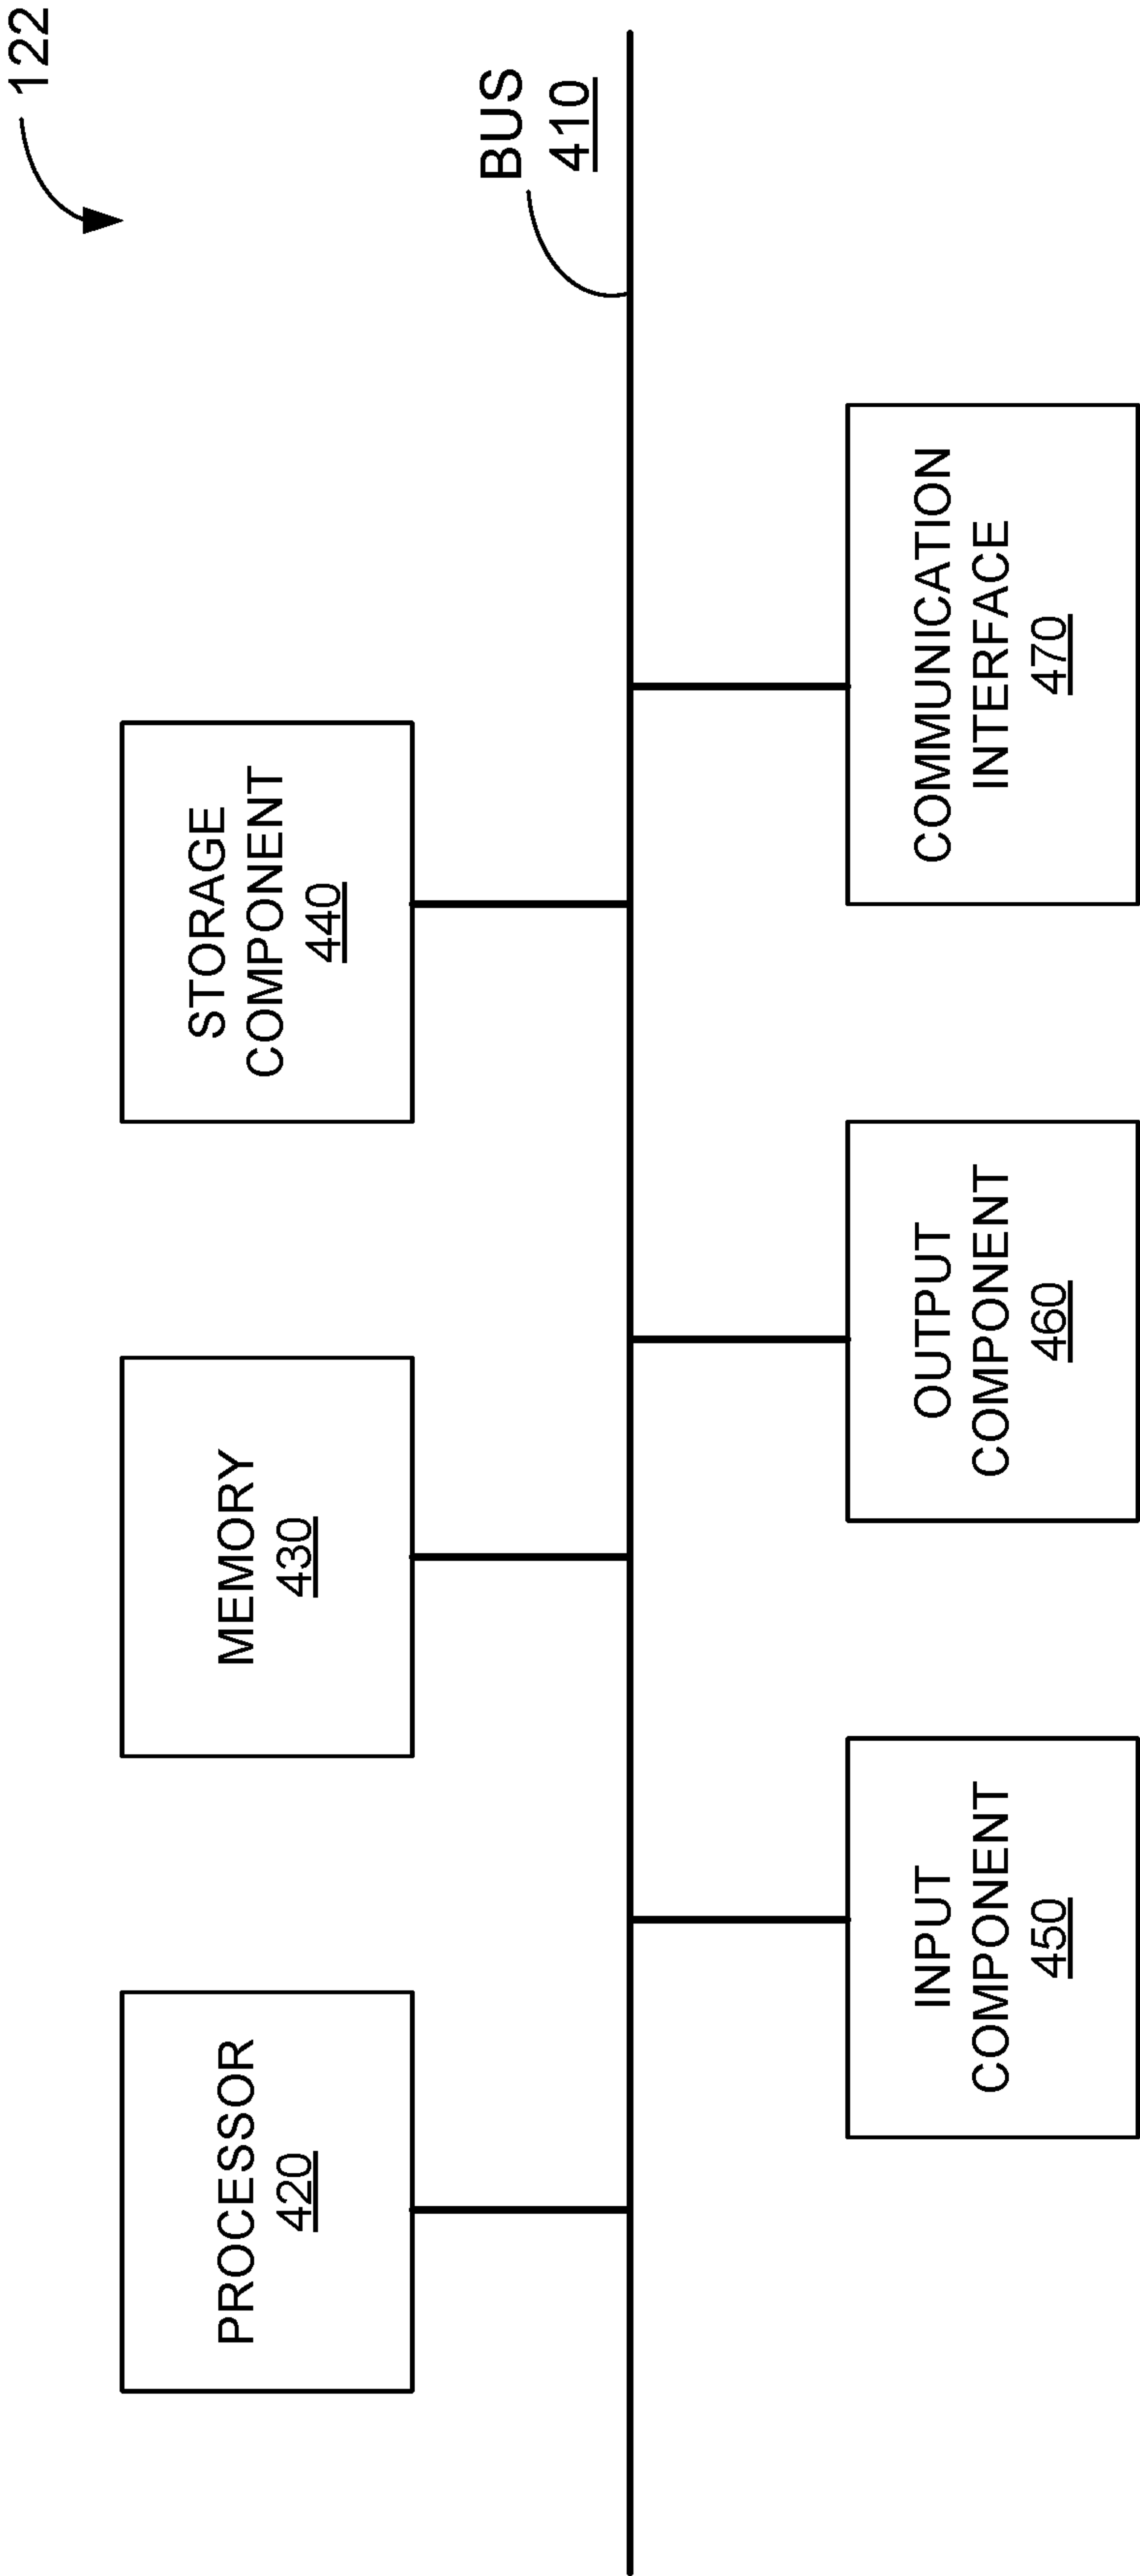 122
BUS
410
PROCESSOR
420
MEMORY
430
STORAGE
COMPONENT
440
INPUT
COMPONENT
450
OUTPUT
COMPONENT
460
COMMUNICATION
INTERFACE
470